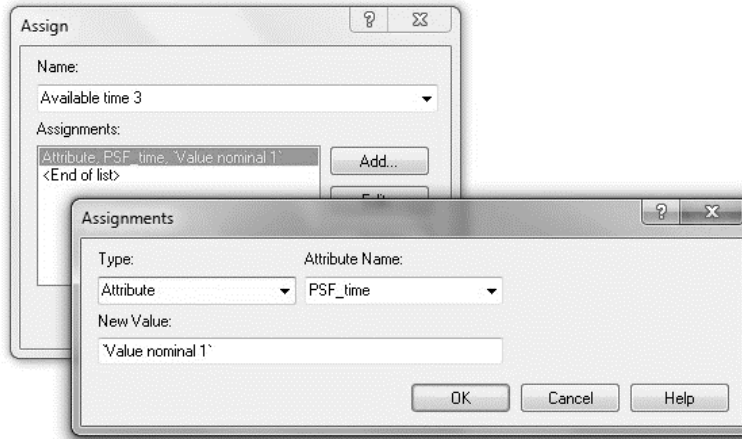 Assign
Name:
Available time 3
Assignments:
Attribute, PSF_time, `Value nominal 1`
<End of list>
Add...
Assignments
Type:
Attribute Name:
Attribute
PSF_time
New Value:
`Value nominal 1`
OK
Cancel
Help